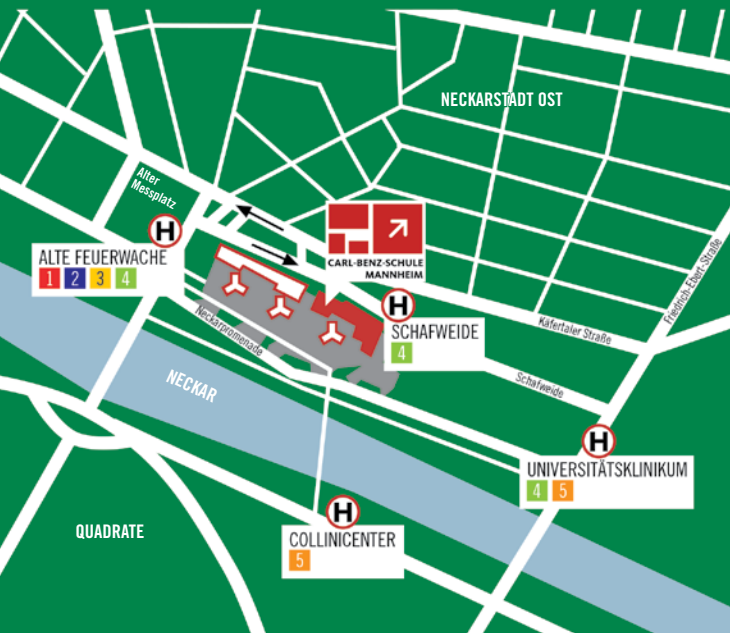 NECKARSTADT OST
Alter
Messplatz
H
ALTE FEUERWACHE
1 2 3 4
CARL-BENZ-SCHULE
MANNHEIM
Friedrich-Ebert-Straße
H
SCHAFWEIDE
4
Käfertaler Straße
Neckarpromenade
Schafweide
NECKAR
H
UNIVERSITÄTSKLINIKUM
4 5
QUADRATE
H
COLLINICENTER
5